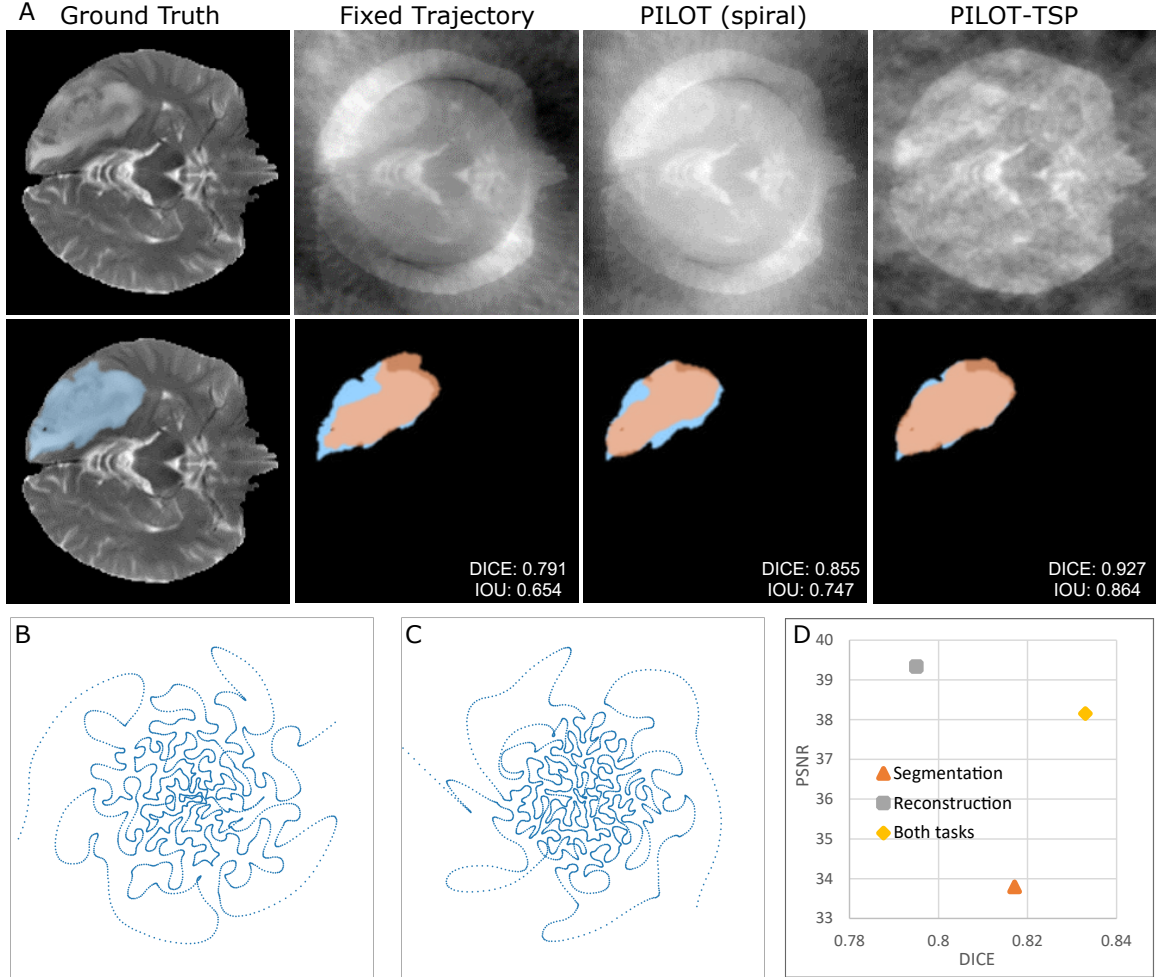 A
Ground Truth
Fixed Trajectory
PILOT (spiral)
PILOT-TSP
DICE: 0.791
IOU: 0.654
DICE: 0.855
IOU: 0.747
DICE: 0.927
IOU: 0.864
B
C
D
40
39
38
37
36
35
34
33
PSNR
Segmentation
Reconstruction
Both tasks
0.78
0.8
0.82
0.84
DICE